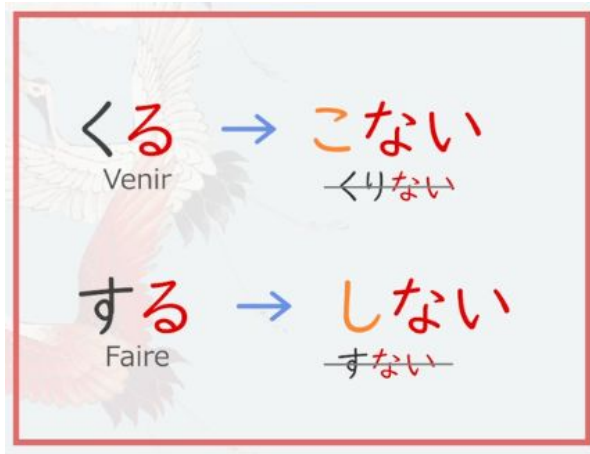 くる → こない
Venir くりない
する → しない
Faire すない